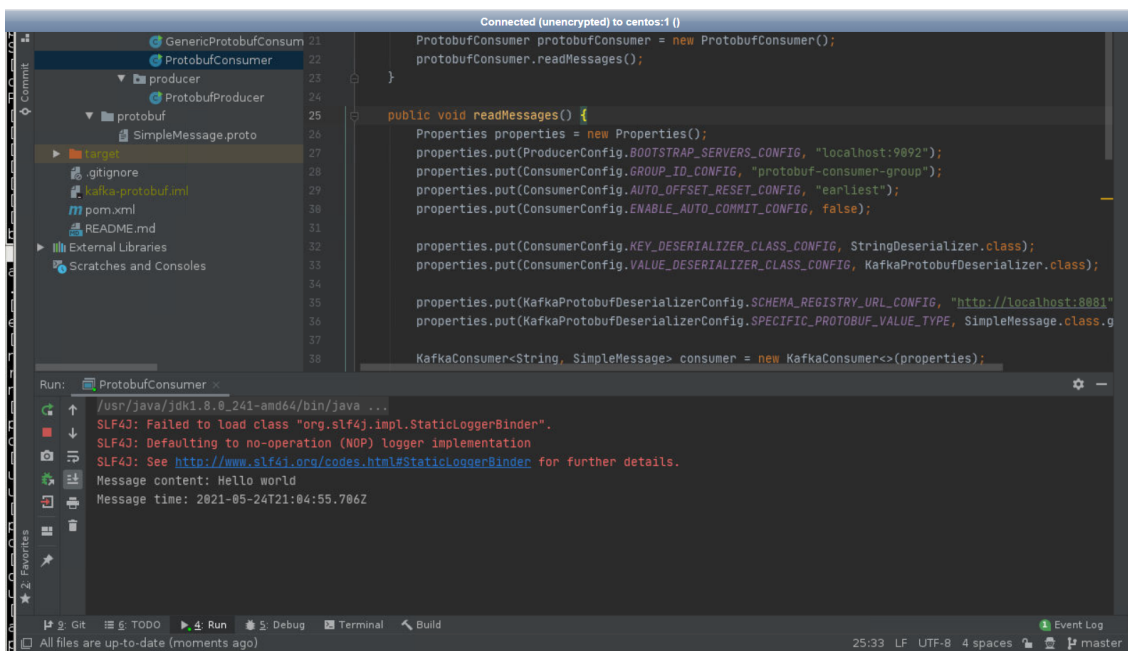 Connected (unencrypted) to centos:1 ()
Commit
GenericProtobufConsum
ProtobufConsumer
producer
ProtobufProducer
protobuf
SimpleMessage.proto
target
.gitignore
kafka-protobuf.iml
pom.xml
README.md
External Libraries
Scratches and Consoles
21 ProtobufConsumer protobufConsumer = new ProtobufConsumer();
22 protobufConsumer.readMessages();
23 }
24
25 public void readMessages() {
26 Properties properties = new Properties();
27 properties.put(ProducerConfig.BOOTSTRAP_SERVERS_CONFIG, "localhost:9092");
28 properties.put(ConsumerConfig.GROUP_ID_CONFIG, "protobuf-consumer-group");
29 properties.put(ConsumerConfig.AUTO_OFFSET_RESET_CONFIG, "earliest");
30 properties.put(ConsumerConfig.ENABLE_AUTO_COMMIT_CONFIG, false);
31
32 properties.put(ConsumerConfig.KEY_DESERIALIZER_CLASS_CONFIG, StringDeserializer.class);
33 properties.put(ConsumerConfig.VALUE_DESERIALIZER_CLASS_CONFIG, KafkaProtobufDeserializer.class);
34
35 properties.put(KafkaProtobufDeserializerConfig.SCHEMA_REGISTRY_URL_CONFIG, "http://localhost:8081"
36 properties.put(KafkaProtobufDeserializerConfig.SPECIFIC_PROTOBUF_VALUE_TYPE, SimpleMessage.class.g
37
38 KafkaConsumer<String, SimpleMessage> consumer = new KafkaConsumer<>(properties);
Run: ProtobufConsumer ×
/usr/java/jdk1.8.0_241-amd64/bin/java ...
SLF4J: Failed to load class "org.slf4j.impl.StaticLoggerBinder".
SLF4J: Defaulting to no-operation (NOP) logger implementation
SLF4J: See http://www.slf4j.org/codes.html#StaticLoggerBinder for further details.
Message content: Hello world
Message time: 2021-05-24T21:04:55.706Z
2: Favorites
9: Git 6: TODO 4: Run 5: Debug Terminal Build 1 Event Log
All files are up-to-date (moments ago) 25:33 LF UTF-8 4 spaces master